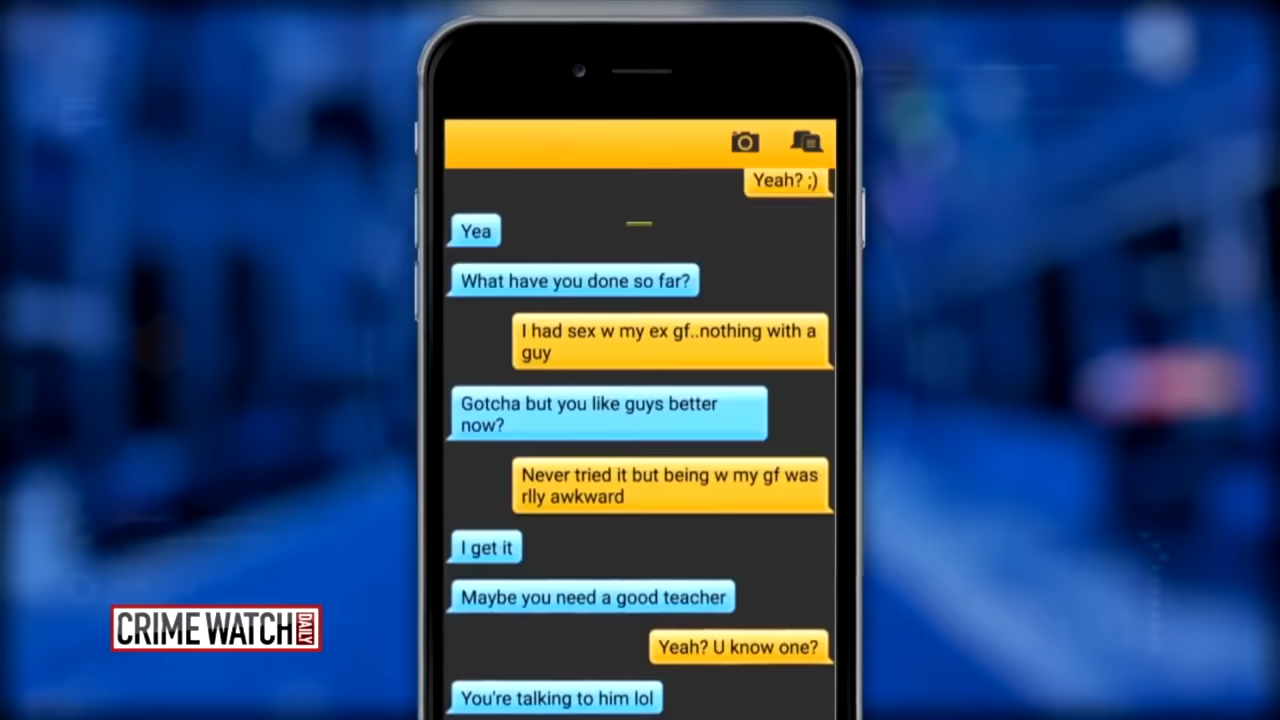 Yeah? ;)
Yea
What have you done so far?
I had sex w my ex gf..nothing with a
guy
Gotcha but you like guys better
now?
Never tried it but being w my gf was
rlly awkward
I get it
Maybe you need a good teacher
Yeah? U know one?
You're talking to him lol
CRIME WATCH DAILY